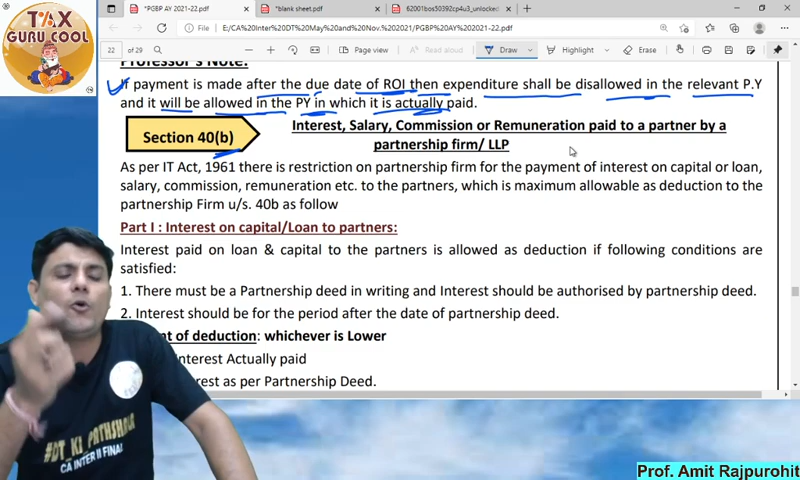 TAX
GURU COOL
*PGBP AY 2021-22.pdf
*blank sheet.pdf
62001bos50392cp4u3_unlocked
E:/CA%20Inter%20DT%20May%20and%20Nov.%202021/PGBP%20AY%202021-22.pdf
22 of 29
Page view
Read aloud
Draw
Highlight
Erase
Professor's Note:
If payment is made after the due date of ROI then expenditure shall be disallowed in the relevant P.Y
and it will be allowed in the PY in which it is actually paid.
Section 40(b)
Interest, Salary, Commission or Remuneration paid to a partner by a
partnership firm/ LLP
As per IT Act, 1961 there is restriction on partnership firm for the payment of interest on capital or loan,
salary, commission, remuneration etc. to the partners, which is maximum allowable as deduction to the
partnership Firm u/s. 40b as follow
Part I : Interest on capital/Loan to partners:
Interest paid on loan & capital to the partners is allowed as deduction if following conditions are
satisfied:
1. There must be a Partnership deed in writing and Interest should be authorised by partnership deed.
2. Interest should be for the period after the date of partnership deed.
of deduction: whichever is Lower
interest Actually paid
as per Partnership Deed.
#DT KI PATHSHALA
CA INTER II FINAL
Prof. Amit Rajpurohit